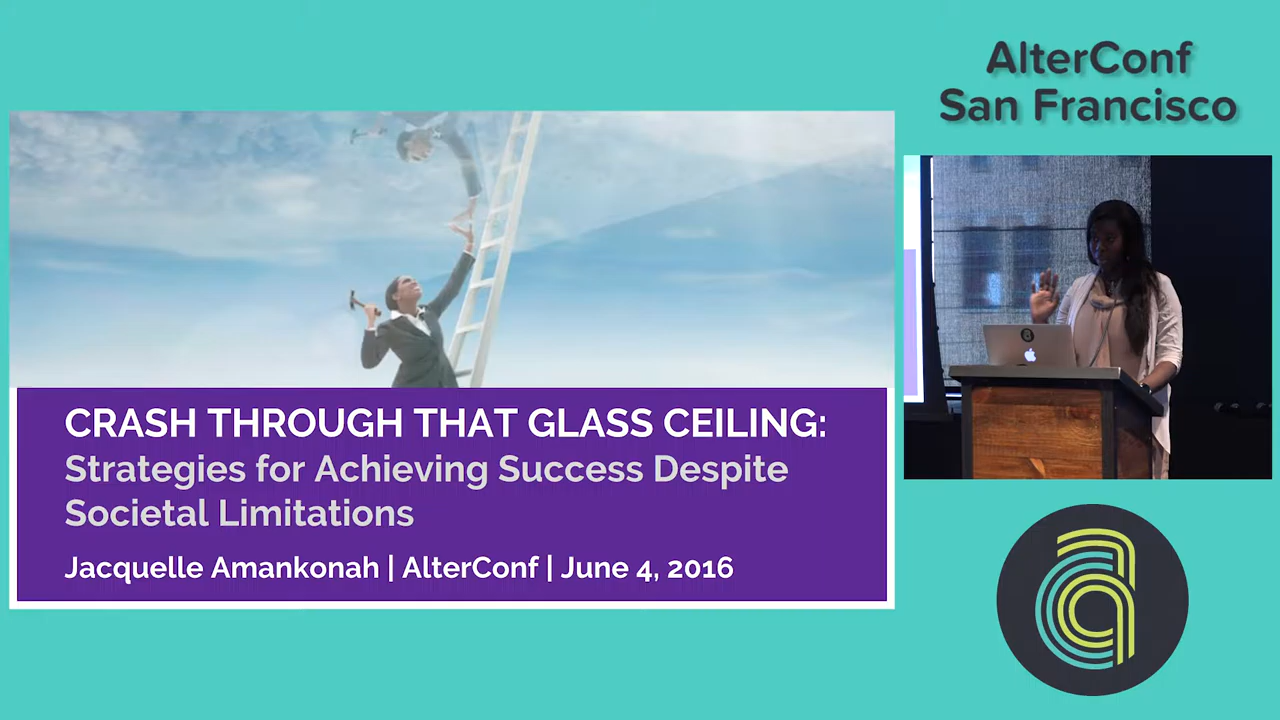 AlterConf
San Francisco
CRASH THROUGH THAT GLASS CEILING:
Strategies for Achieving Success Despite
Societal Limitations
Jacquelle Amankonah | AlterConf | June 4, 2016